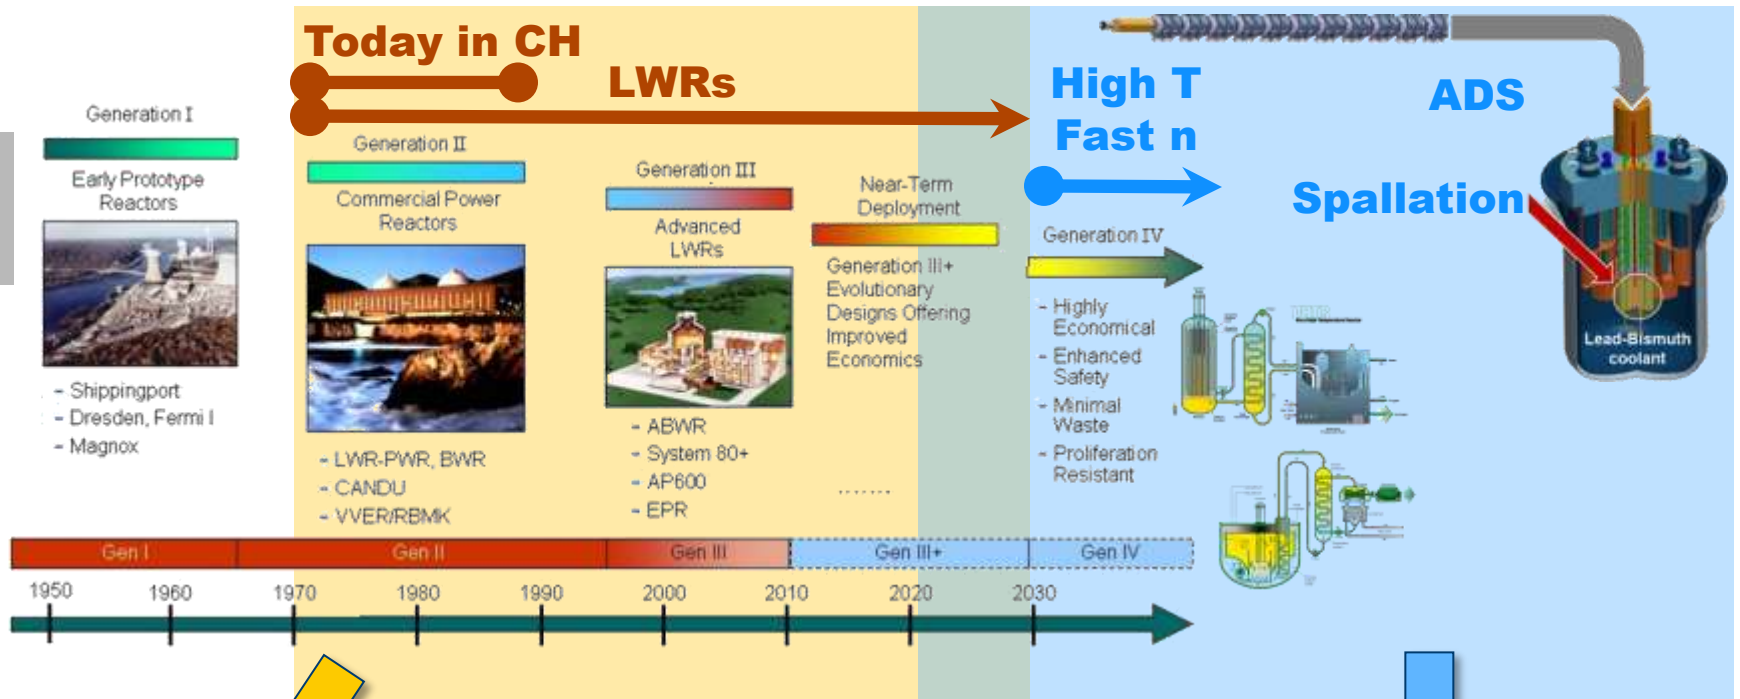 Today in CH
LWRs
High T
Fast n
ADS
Spallation
Lead-Bismuth
coolant
Generation I
Early Prototype
Reactors
- Shippingport
- Dresden, Fermi I
- Magnox
Generation II
Commercial Power
Reactors
- LWR-PWR, BWR
- CANDU
- VVER/RBMK
Generation III
Advanced
LWRs
- ABWR
- System 80+
- AP600
- EPR
Near-Term
Deployment
Generation III+
Evolutionary
Designs Offering
Improved
Economics
.......
Generation IV
- Highly
Economical
- Enhanced
Safety
- Minimal
Waste
- Proliferation
Resistant
Gen I
Gen II
Gen III
Gen III+
Gen IV
1950
1960
1970
1980
1990
2000
2010
2020
2030